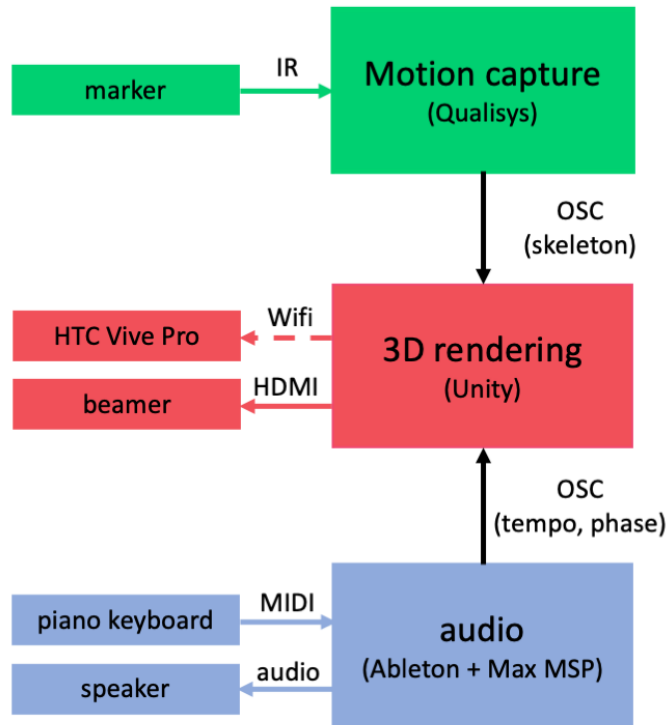 marker
IR
Motion capture
(Qualisys)
OSC
(skeleton)
HTC Vive Pro
Wifi
beamer
HDMI
3D rendering
(Unity)
OSC
(tempo, phase)
piano keyboard
MIDI
speaker
audio
audio
(Ableton + Max MSP)